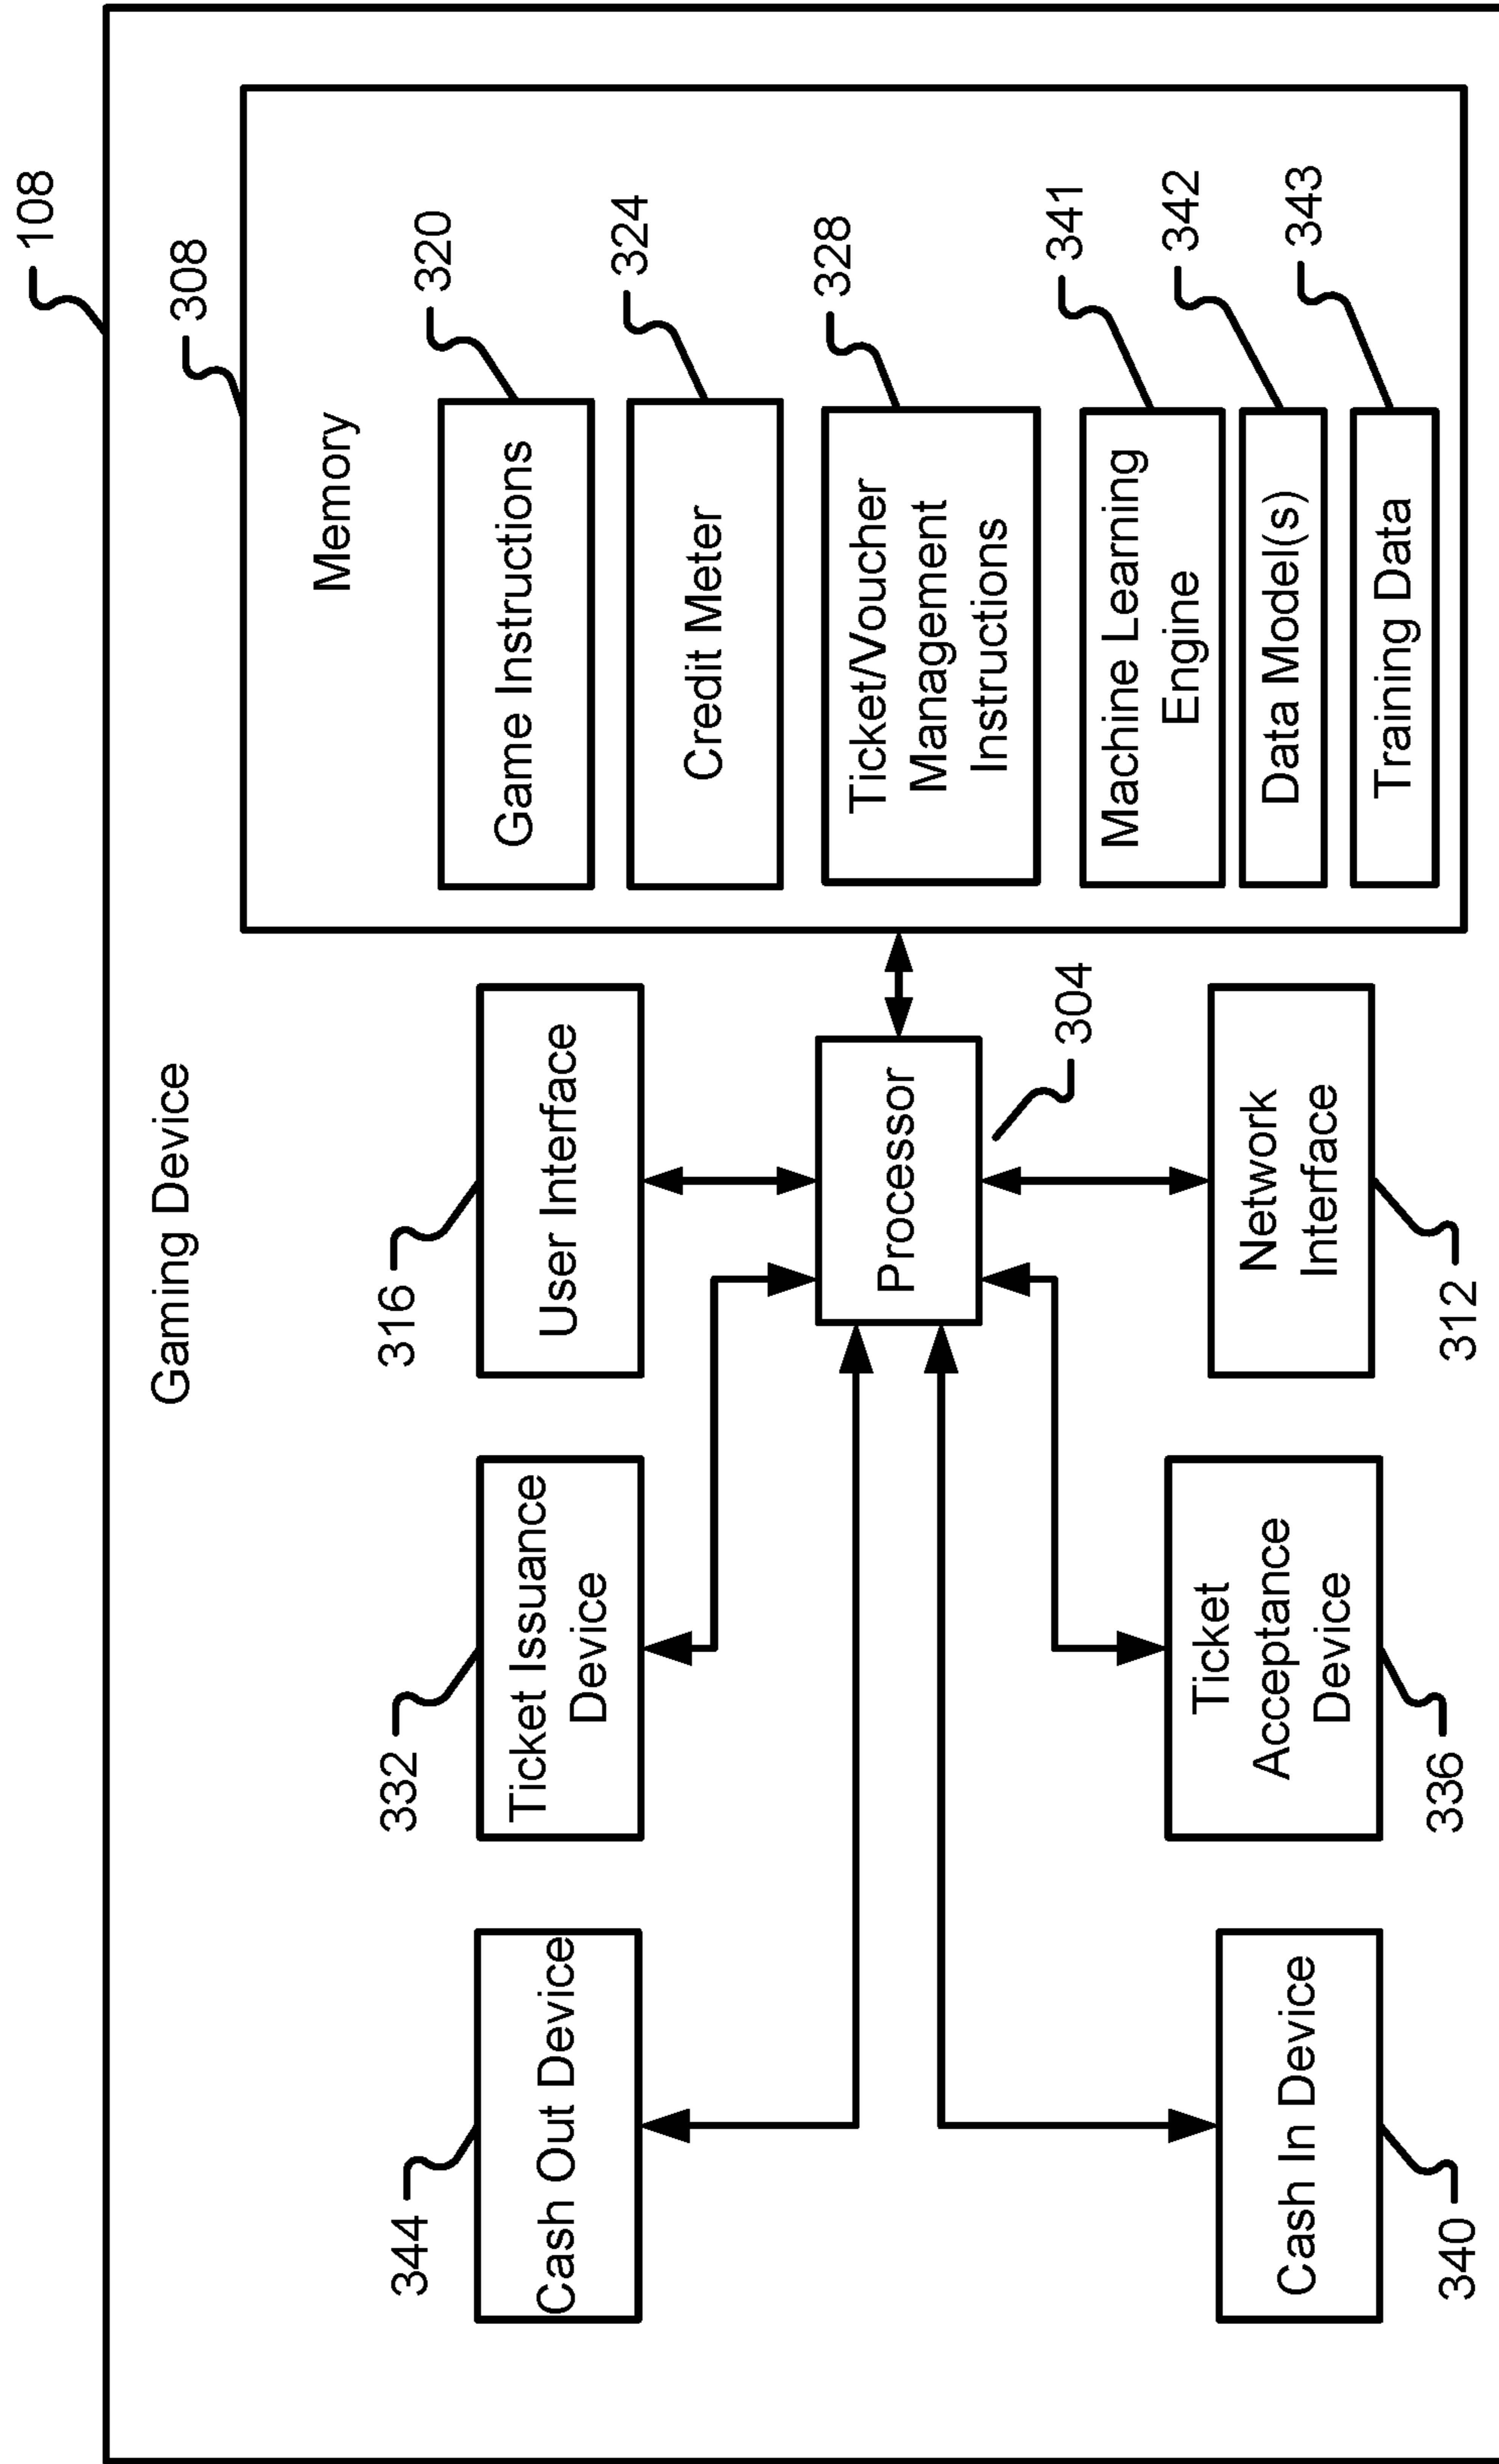 108
Gaming Device
308
Memory
320
Game Instructions
324
Credit Meter
328
Ticket/Voucher
Management
Instructions
341
Machine Learning
Engine
342
Data Model(s)
343
Training Data
344
Cash Out Device
332
Ticket Issuance
Device
316
User Interface
Processor
304
Cash In Device
340
Ticket
Acceptance
Device
336
Network
Interface
312